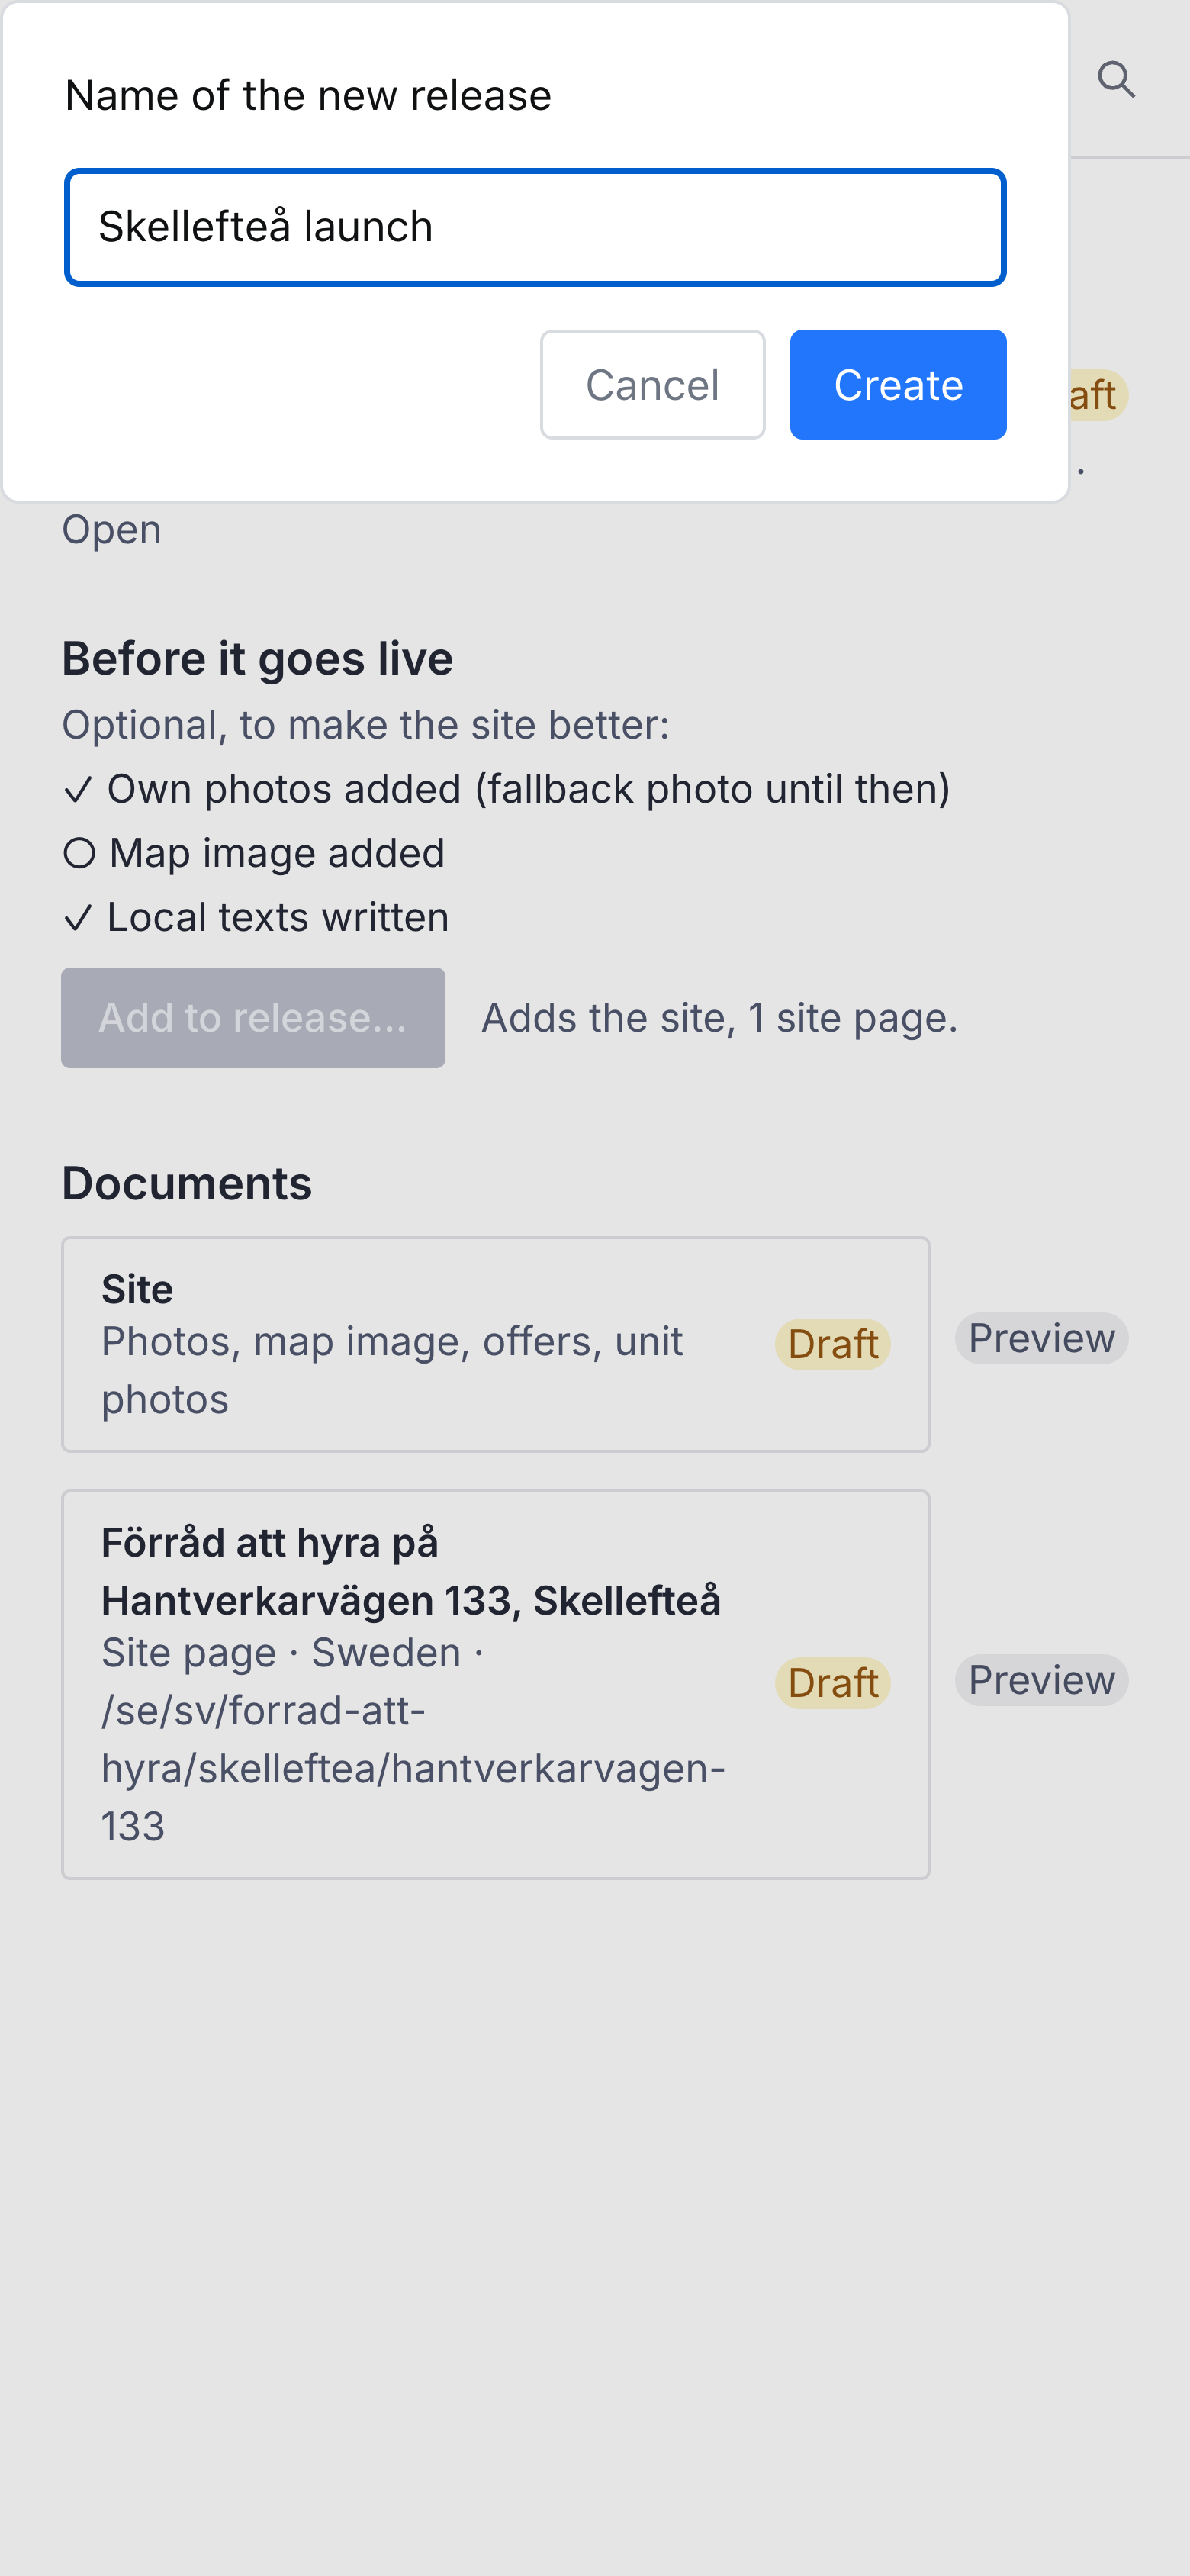 Name of the new release
Skellefteå launch
Cancel
Create
aft
.
Open
Before it goes live
Optional, to make the site better:
✓ Own photos added (fallback photo until then)
○ Map image added
✓ Local texts written
Add to release...
Adds the site, 1 site page.
Documents
Site
Photos, map image, offers, unit
photos
Draft
Preview
Förråd att hyra på
Hantverkarvägen 133, Skellefteå
Site page · Sweden ·
/se/sv/forrad-att-
hyra/skelleftea/hantverkarvagen-
133
Draft
Preview